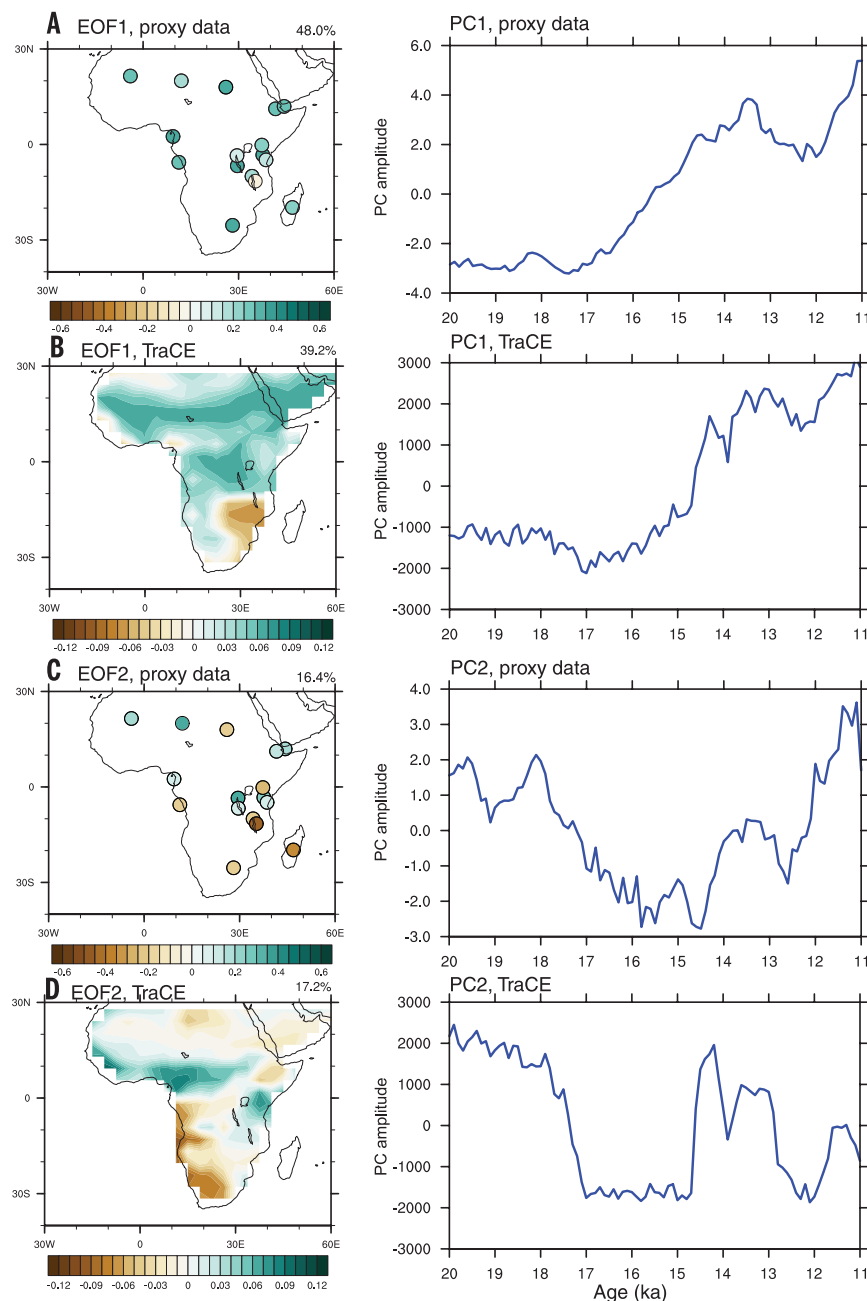 A EOF1, proxy data 48.0%
30N
0
30S
30W 0 30E 60E
-0.6 -0.4 -0.2 0 0.2 0.4 0.6
PC1, proxy data
6.0
4.0
2.0
0.0
-2.0
-4.0
PC amplitude
20 19 18 17 16 15 14 13 12 11
B EOF1, TraCE 39.2%
30N
0
30S
30W 0 30E 60E
-0.12 -0.09 -0.06 -0.03 0 0.03 0.06 0.09 0.12
PC1, TraCE
3000
2000
1000
0
-1000
-2000
-3000
PC amplitude
20 19 18 17 16 15 14 13 12 11
C EOF2, proxy data 16.4%
30N
0
30S
30W 0 30E 60E
-0.6 -0.4 -0.2 0 0.2 0.4 0.6
PC2, proxy data
4.0
3.0
2.0
1.0
0.0
-1.0
-2.0
-3.0
PC amplitude
20 19 18 17 16 15 14 13 12 11
D EOF2, TraCE 17.2%
30N
0
30S
30W 0 30E 60E
-0.12 -0.09 -0.06 -0.03 0 0.03 0.06 0.09 0.12
PC2, TraCE
2000
1000
0
-1000
-2000
-3000
PC amplitude
20 19 18 17 16 15 14 13 12 11
Age (ka)